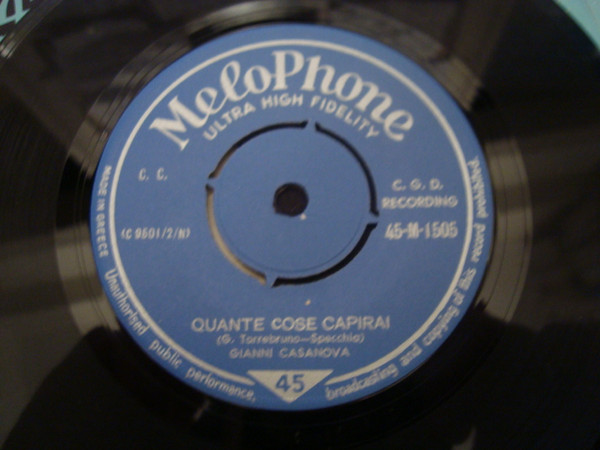 MeloPhone
ULTRA HIGH FIDELITY
C. C.
C. G. D.
RECORDING
MADE IN GREECE
(C 9601/2/N)
45-M-1505
QUANTE COSE CAPIRAI
(G. Torrebruno—Specchia)
GIANNI CASANOVA
45
Unauthorised public performance, broadcasting and copying of this record prohibited.